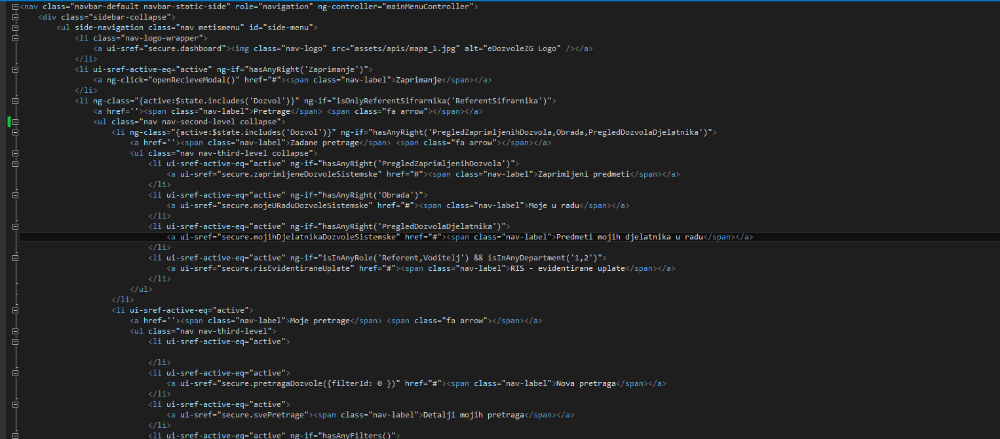 <nav class="navbar-default navbar-static-side" role="navigation" ng-controller="mainMenuController">
<div class="sidebar-collapse">
<ul side-navigation class="nav metismenu" id="side-menu">
<li class="nav-logo-wrapper">
<a ui-sref="secure.dashboard"><img class="nav-logo" src="assets/apis/mapa_1.jpg" alt="eDozvoleZG Logo" /></a>
</li>
<li ui-sref-active-eq="active" ng-if="hasAnyRight('Zaprimanje')">
<a ng-click="openRecieveModal()" href="#"><span class="nav-label">Zaprimanje</span></a>
</li>
<li ng-class="{active:$state.includes('Dozvol')}" ng-if="isOnlyReferentSifrarnika('ReferentSifrarnika')">
<a href=''><span class="nav-label">Pretrage</span> <span class="fa arrow"></span></a>
<ul class="nav nav-second-level collapse">
<li ng-class="{active:$state.includes('Dozvol')}" ng-if="hasAnyRight('PregledZaprimljenihDozvola,Obrada,PregledDozvolaDjelatnika')">
<a href=''><span class="nav-label">Zadane pretrage</span> <span class="fa arrow"></span></a>
<ul class="nav nav-third-level collapse">
<li ui-sref-active-eq="active" ng-if="hasAnyRight('PregledZaprimljenihDozvola')">
<a ui-sref="secure.zaprimljeneDozvoleSistemske" href="#"><span class="nav-label">Zaprimljeni predmeti</span></a>
</li>
<li ui-sref-active-eq="active" ng-if="hasAnyRight('Obrada')">
<a ui-sref="secure.mojeURaduDozvoleSistemske" href="#"><span class="nav-label">Moje u radu</span></a>
</li>
<li ui-sref-active-eq="active" ng-if="hasAnyRight('PregledDozvolaDjelatnika')">
<a ui-sref="secure.mojihDjelatnikaDozvoleSistemske" href="#"><span class="nav-label">Predmeti mojih djelatnika u radu</span></a>
</li>
<li ui-sref-active-eq="active" ng-if="isInAnyRole('Referent,Voditelj') && isInAnyDepartment('1,2')">
<a ui-sref="secure.risEvidentiraneUplate" href="#"><span class="nav-label">RIS - evidentirane uplate</span></a>
</li>
</ul>
</li>
<li ui-sref-active-eq="active">
<a href=''><span class="nav-label">Moje pretrage</span> <span class="fa arrow"></span></a>
<ul class="nav nav-third-level">
<li ui-sref-active-eq="active">
</li>
<li ui-sref-active-eq="active">
<a ui-sref="secure.pretragaDozvole({filterId: 0 })" href="#"><span class="nav-label">Nova pretraga</span></a>
</li>
<li ui-sref-active-eq="active">
<a ui-sref="secure.svePretrage"><span class="nav-label">Detalji mojih pretraga</span></a>
</li>
<li ui-sref-active-eq="active" ng-if="hasAnyFilters()">